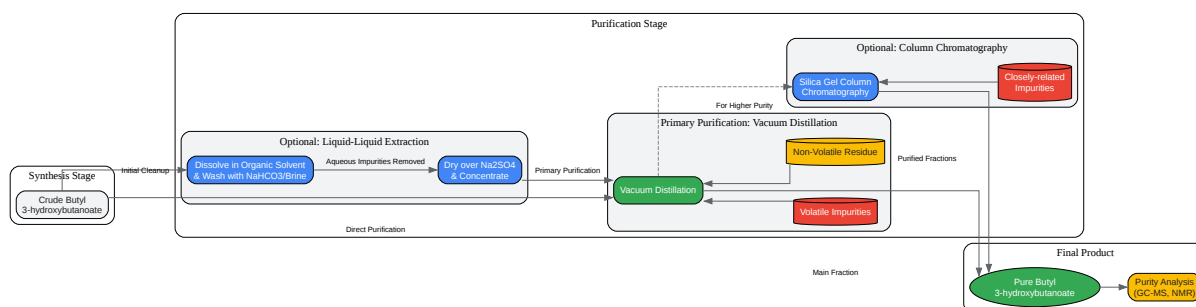 Purification Stage
Optional: Column Chromatography
Silica Gel Column
Chromatography
Closely-related
Impurities
For Higher Purity
Primary Purification: Vacuum Distillation
Optional: Liquid-Liquid Extraction
Dissolve in Organic Solvent
& Wash with NaHCO3/Brine
Aqueous Impurities Removed
Dry over Na2SO4
& Concentrate
Non-Volatile Residue
Purified Fractions
Synthesis Stage
Initial Cleanup
Primary Purification
Crude Butyl
3-hydroxybutanoate
Vacuum Distillation
Volatile Impurities
Direct Purification
Final Product
Main Fraction
Pure Butyl
3-hydroxybutanoate
Purity Analysis
(GC-MS, NMR)